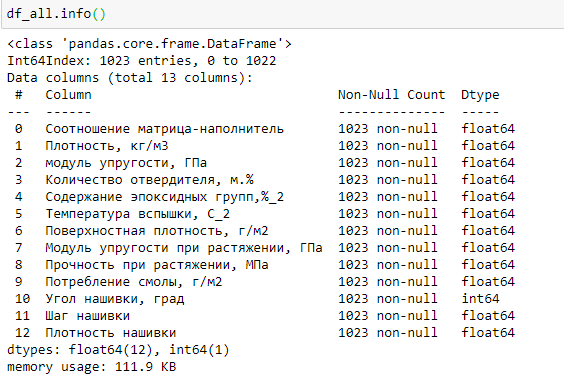 df_all.info()
<class 'pandas.core.frame.DataFrame'>
Int64Index: 1023 entries, 0 to 1022
Data columns (total 13 columns):
 #   Column                                Non-Null Count  Dtype
---  ------                                --------------  -----
 0   Соотношение матрица-наполнитель       1023 non-null   float64
 1   Плотность, кг/м3                      1023 non-null   float64
 2   модуль упругости, ГПа                 1023 non-null   float64
 3   Количество отвердителя, м.%           1023 non-null   float64
 4   Содержание эпоксидных групп,%_2       1023 non-null   float64
 5   Температура вспышки, С_2              1023 non-null   float64
 6   Поверхностная плотность, г/м2         1023 non-null   float64
 7   Модуль упругости при растяжении, ГПа  1023 non-null   float64
 8   Прочность при растяжении, МПа         1023 non-null   float64
 9   Потребление смолы, г/м2               1023 non-null   float64
 10  Угол нашивки, град                    1023 non-null   int64
 11  Шаг нашивки                           1023 non-null   float64
 12  Плотность нашивки                     1023 non-null   float64
dtypes: float64(12), int64(1)
memory usage: 111.9 KB